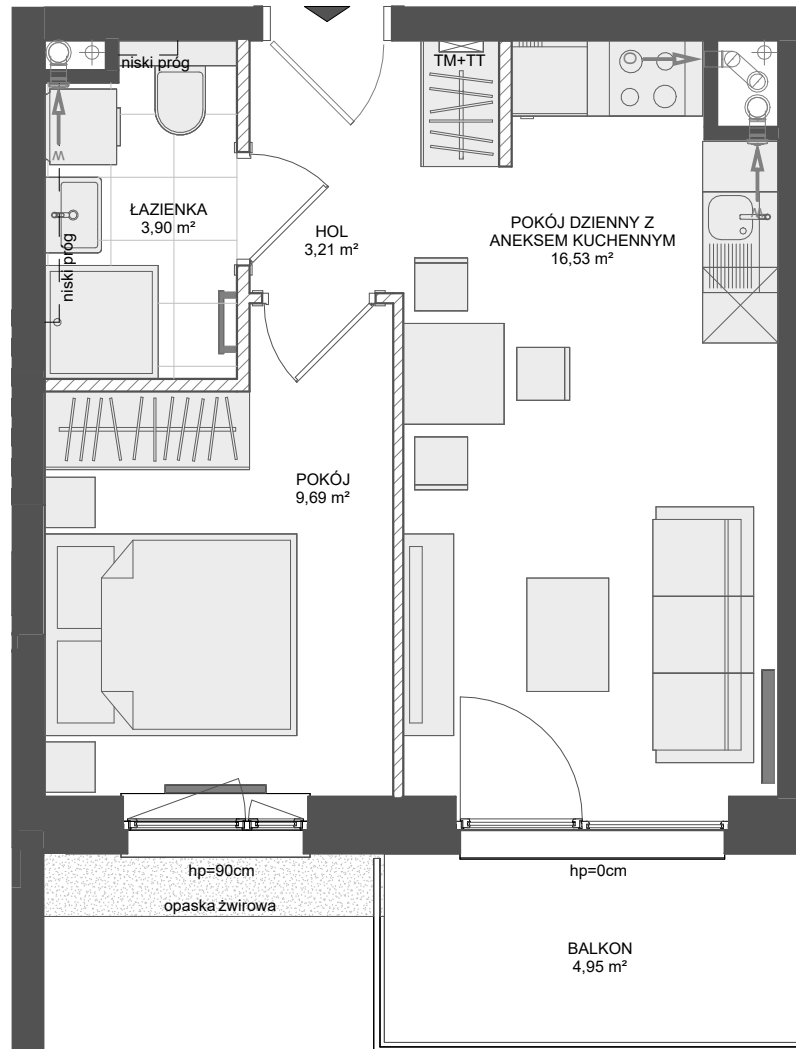 niski próg
TM+TT
ŁAZIENKA
3,90 m²
HOL
3,21 m²
POKÓJ DZIENNY Z
ANEKSEM KUCHENNYM
16,53 m²
niski próg
POKÓJ
9,69 m²
hp=90cm
hp=0cm
opaska żwirowa
BALKON
4,95 m²